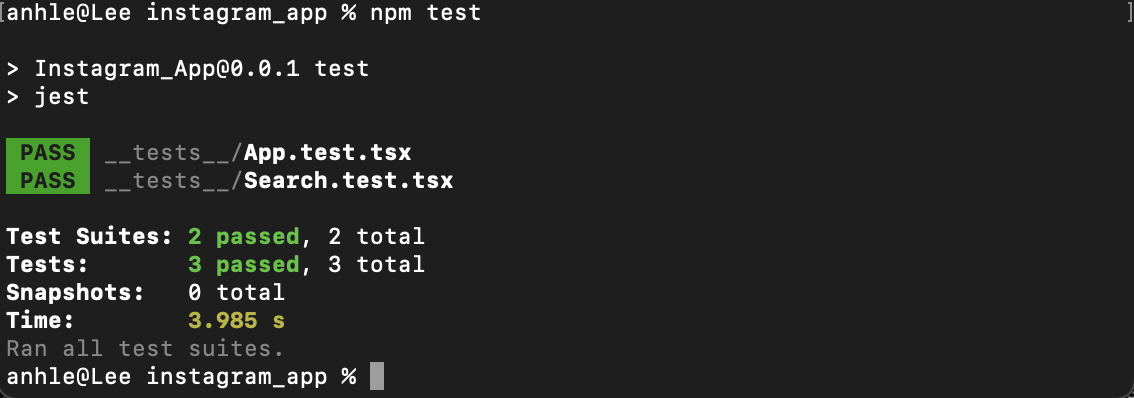 [anhle@Lee instagram_app % npm test ]
> Instagram_App@0.0.1 test
> jest
PASS __tests__/App.test.tsx
PASS __tests__/Search.test.tsx
Test Suites: 2 passed, 2 total
Tests: 3 passed, 3 total
Snapshots: 0 total
Time: 3.985 s
Ran all test suites.
anhle@Lee instagram_app %